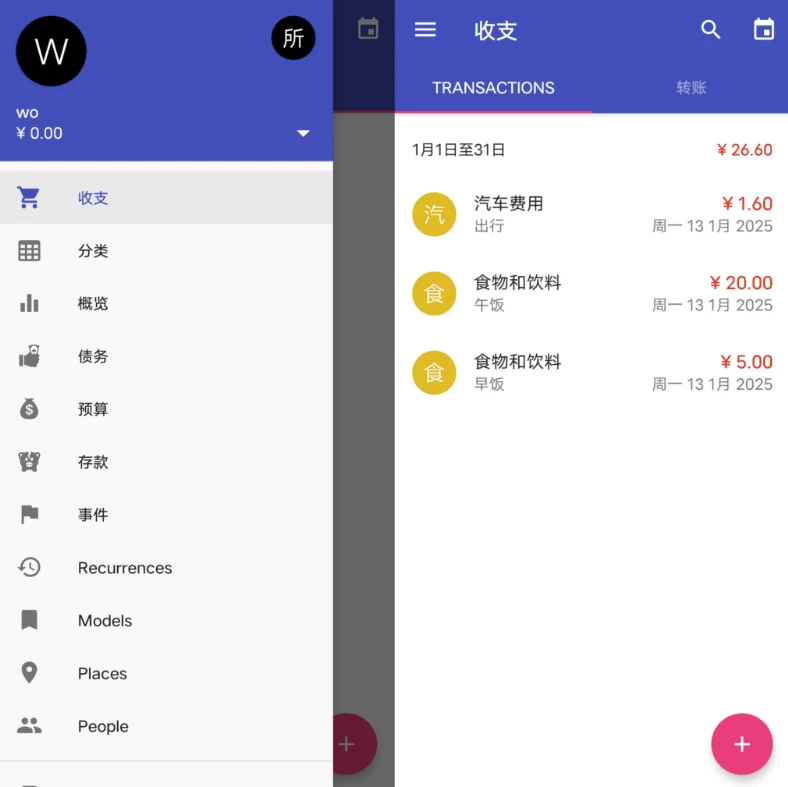 W
所
wo
¥ 0.00
收支
分类
概览
债务
预算
存款
事件
Recurrences
Models
Places
People
收支
TRANSACTIONS
转账
1月1日至31日
¥ 26.60
汽
汽车费用
¥ 1.60
出行
周一 13 1月 2025
食
食物和饮料
¥ 20.00
午饭
周一 13 1月 2025
食
食物和饮料
¥ 5.00
早饭
周一 13 1月 2025